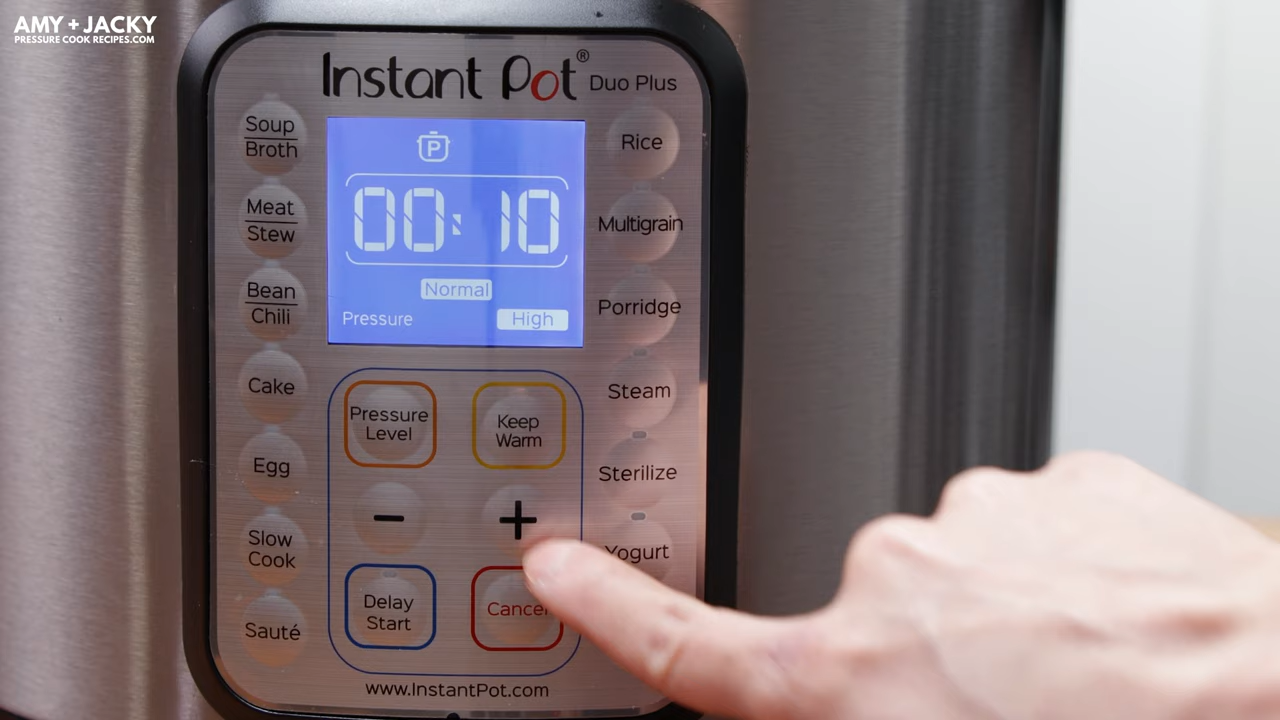 AMY + JACKY
PRESSURE COOK RECIPES.COM
Instant Pot® Duo Plus
Soup
Broth
Meat
Stew
Bean
Chili
Cake
Egg
Slow
Cook
Sauté
P
00:10
Normal
Pressure High
Pressure
Level
Keep
Warm
−
+
Delay
Start
Cancel
Rice
Multigrain
Porridge
Steam
Sterilize
Yogurt
www.InstantPot.com